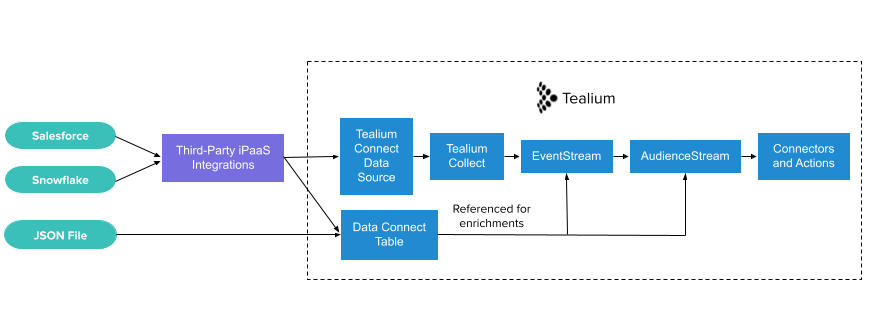 Tealium
Salesforce
Snowflake
JSON File
Third-Party iPaaS
Integrations
Tealium
Connect
Data
Source
Tealium
Collect
EventStream
AudienceStream
Connectors
and Actions
Data Connect
Table
Referenced for
enrichments